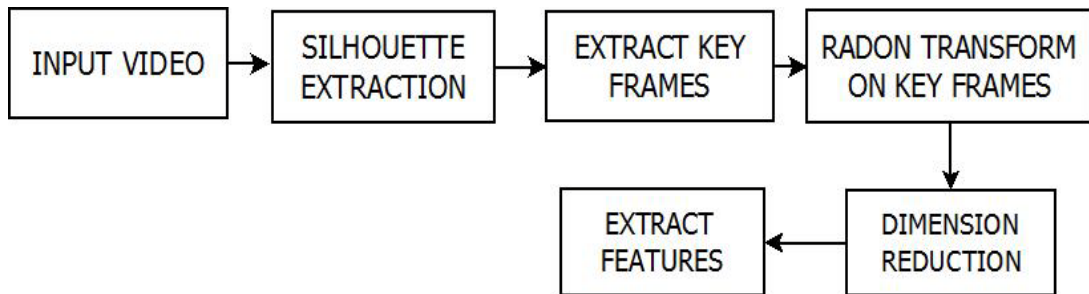 INPUT VIDEO
SILHOUETTE
EXTRACTION
EXTRACT KEY
FRAMES
RADON TRANSFORM
ON KEY FRAMES
DIMENSION
REDUCTION
EXTRACT
FEATURES